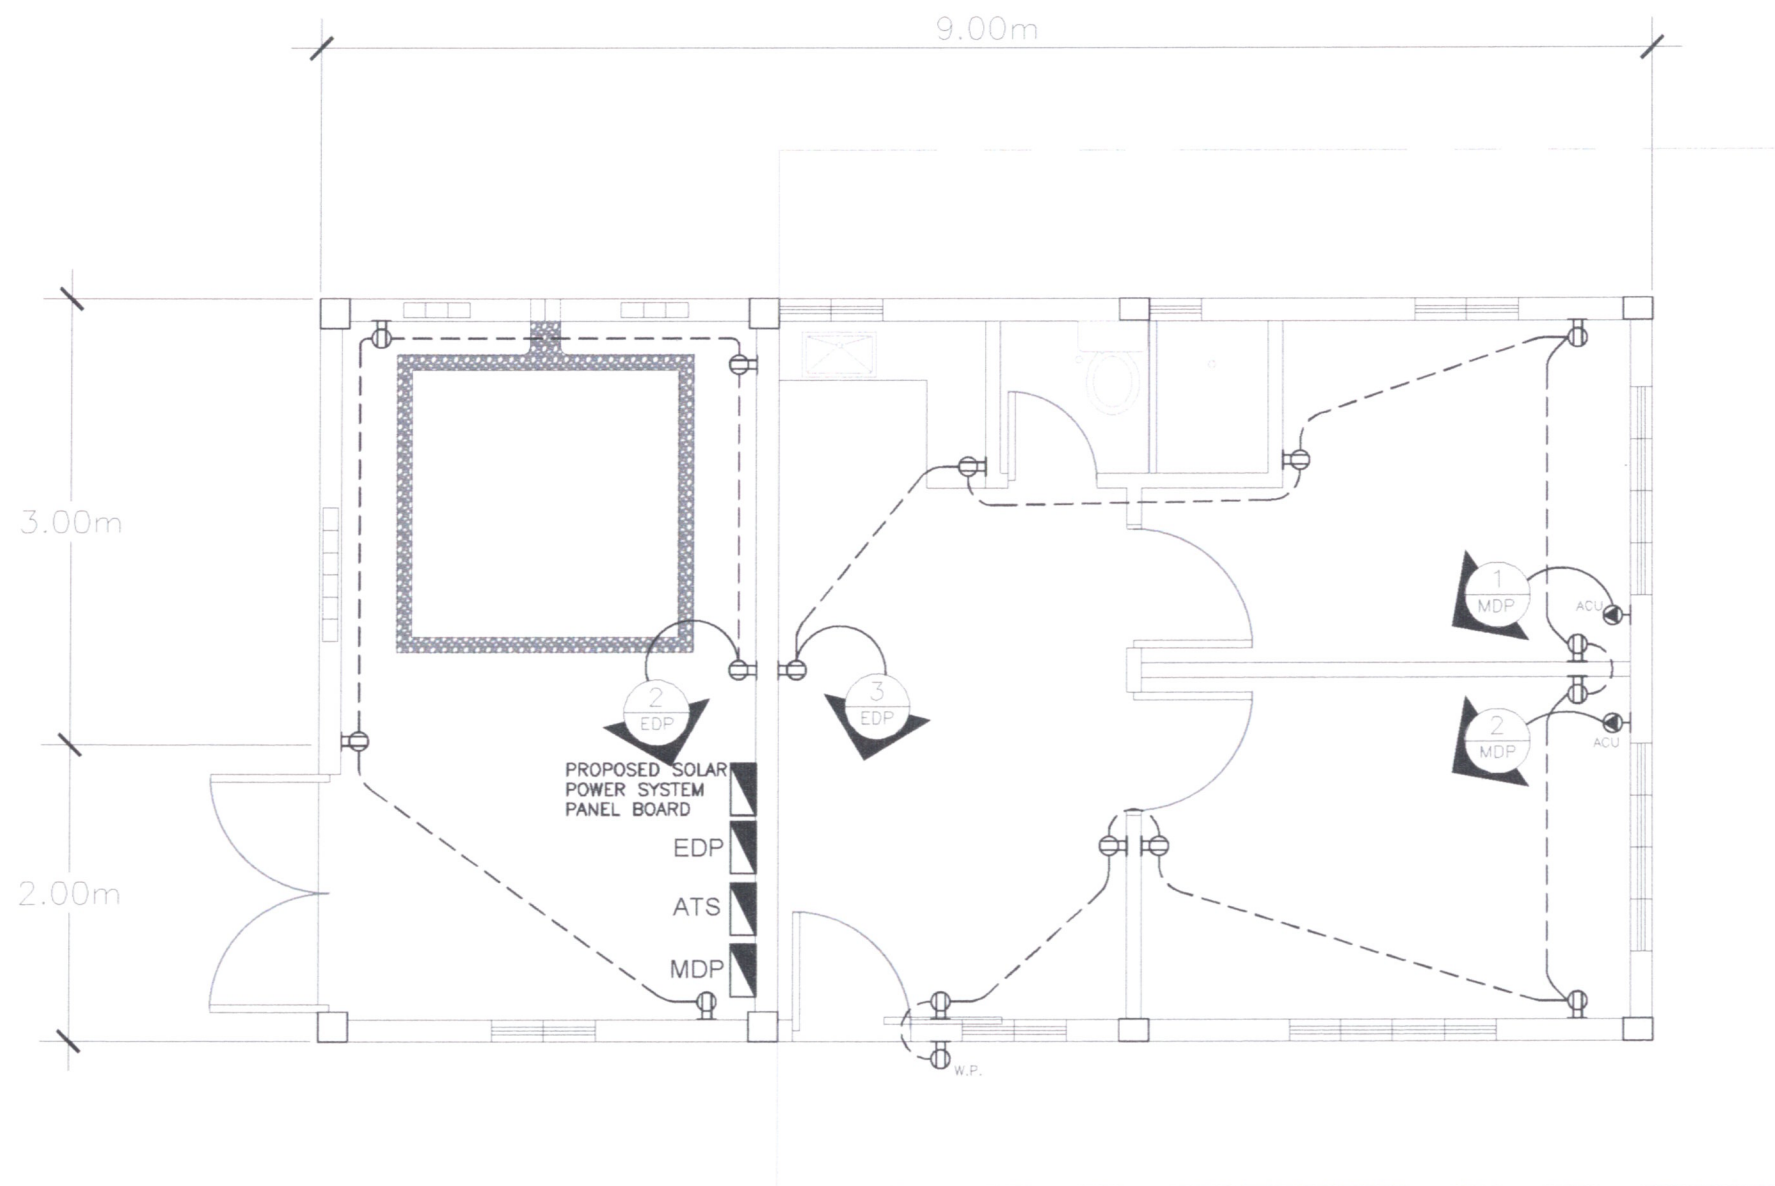 9.00m
3.00m
1
MDP
ACU
2
EDP
3
EDP
2
MDP
ACU
PROPOSED SOLAR
POWER SYSTEM
PANEL BOARD
EDP
2.00m
ATS
MDP
W.P.